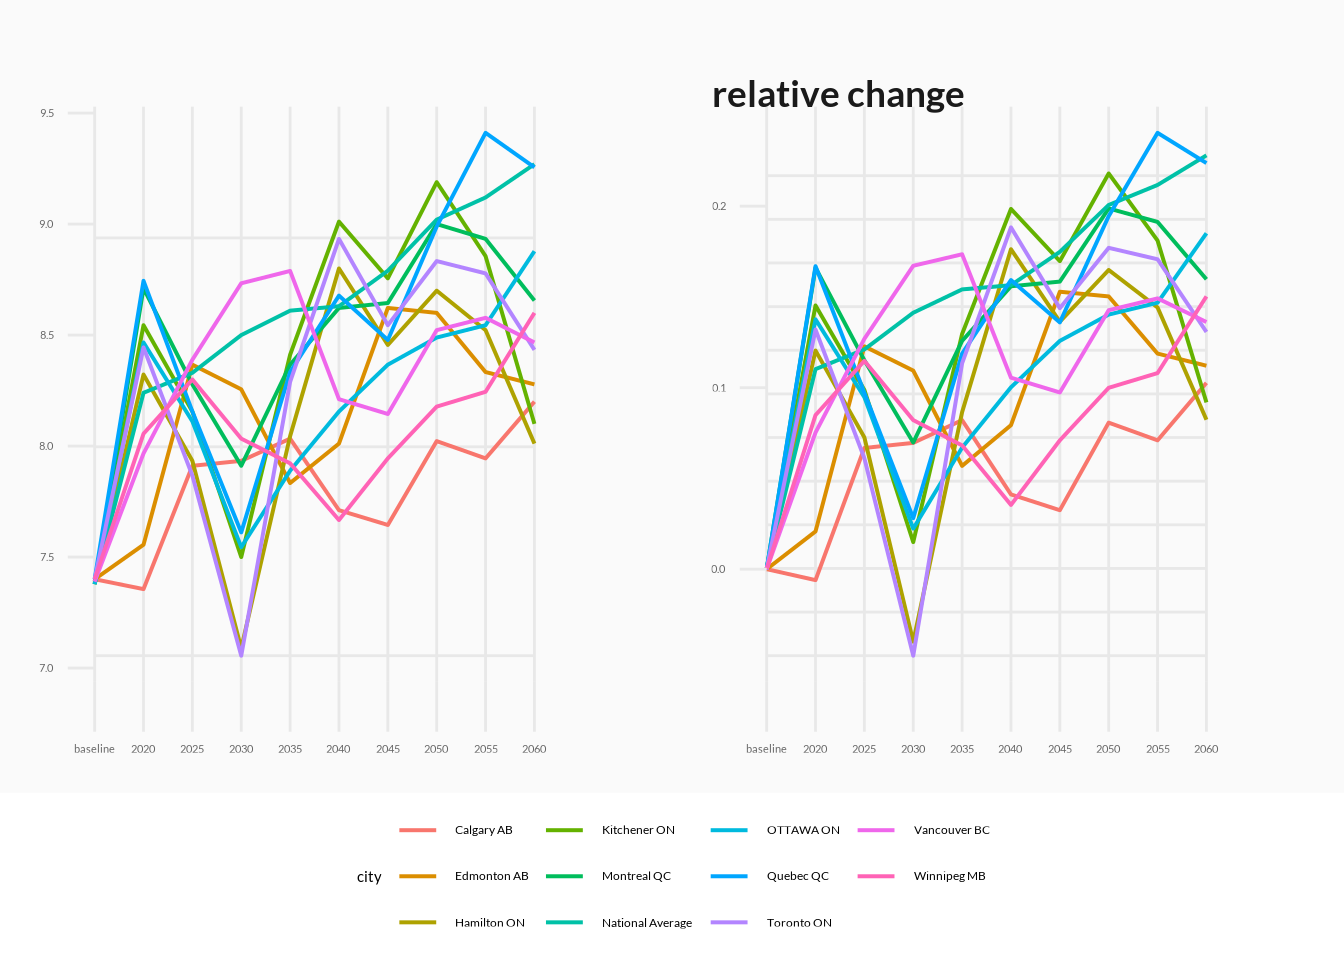 relative change
9.5
9.0
8.5
8.0
7.5
7.0
baseline 2020 2025 2030 2035 2040 2045 2050 2055 2060
0.2
0.1
0.0
baseline 2020 2025 2030 2035 2040 2045 2050 2055 2060
city
Calgary AB
Edmonton AB
Hamilton ON
Kitchener ON
Montreal QC
National Average
OTTAWA ON
Quebec QC
Toronto ON
Vancouver BC
Winnipeg MB